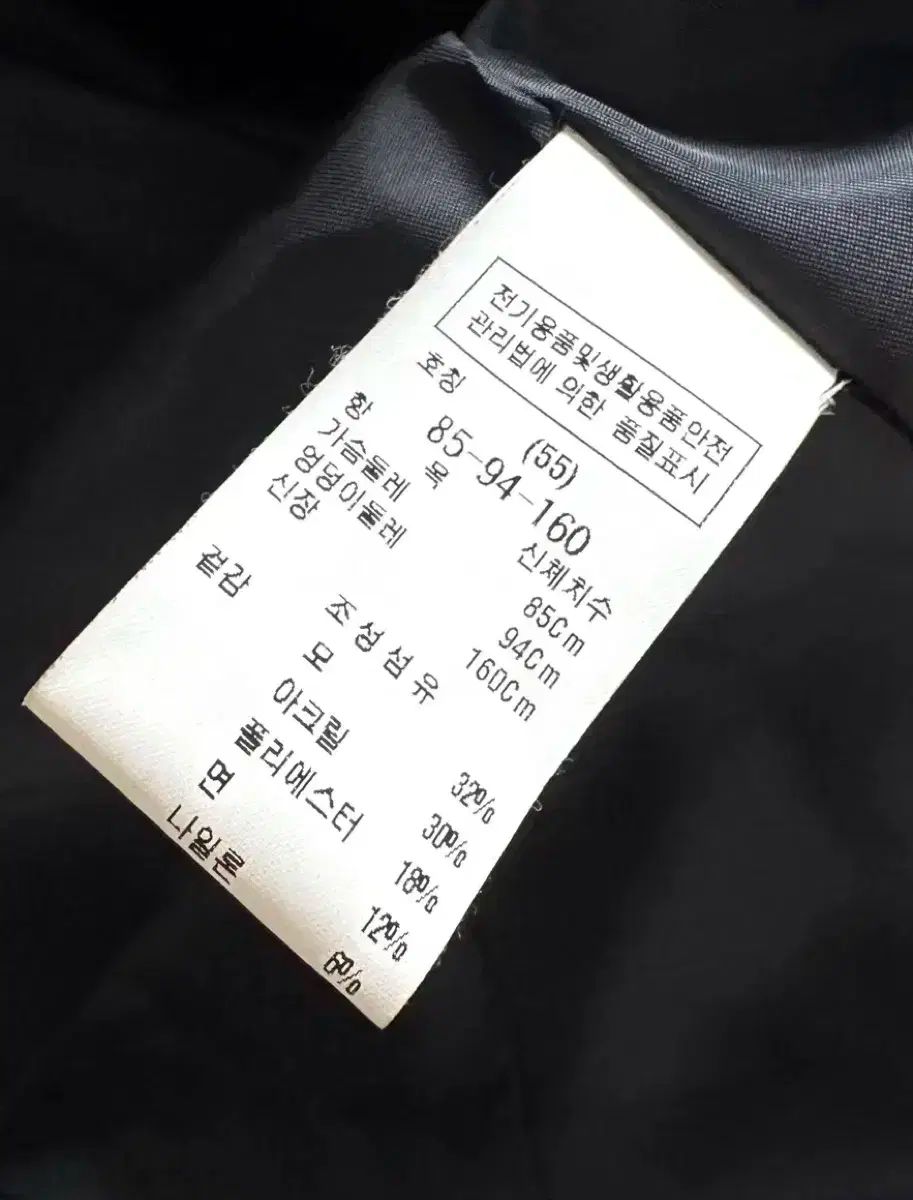 전기용품및생활용품안전
관리법에 의한 품질표시
(55)
호칭 85-94-160
항 목 신체치수
가슴둘레 85Cm
엉덩이둘레 94Cm
신장 160Cm
조성섬유
겉감 모 32%
아크릴 30%
폴리에스터 18%
면 12%
나일론 6%